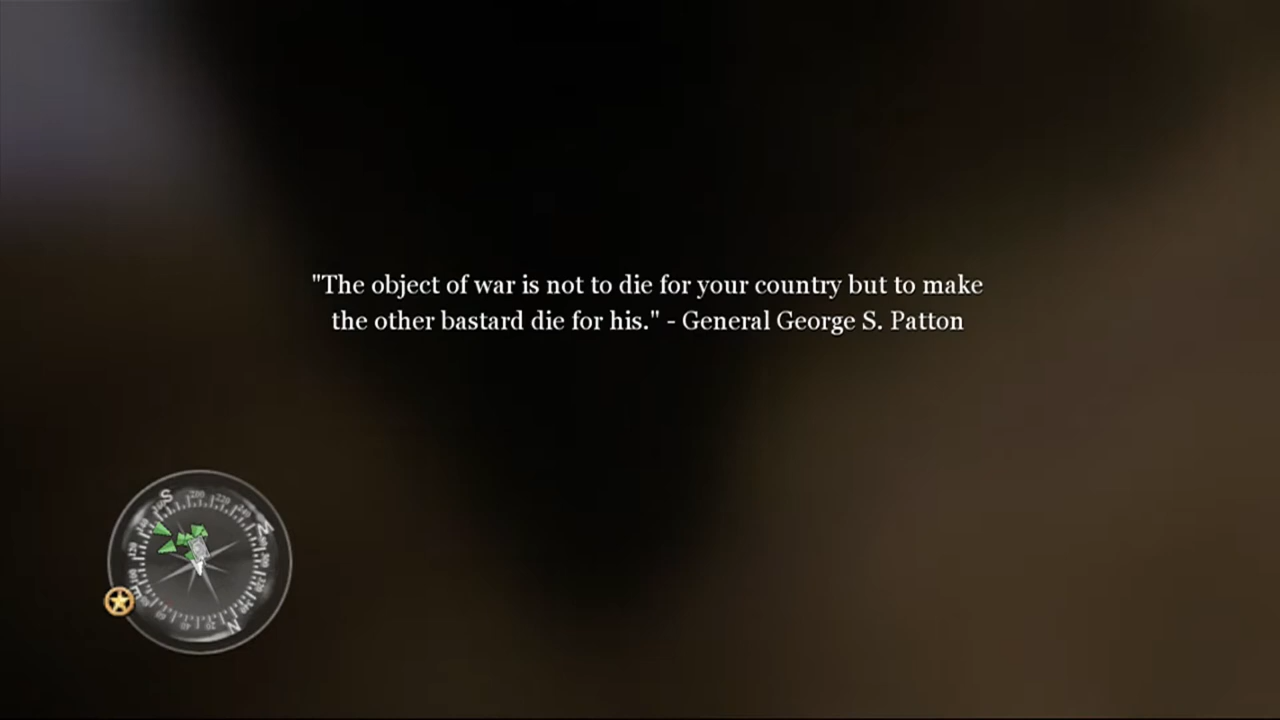 "The object of war is not to die for your country but to make
the other bastard die for his." - General George S. Patton
S
N